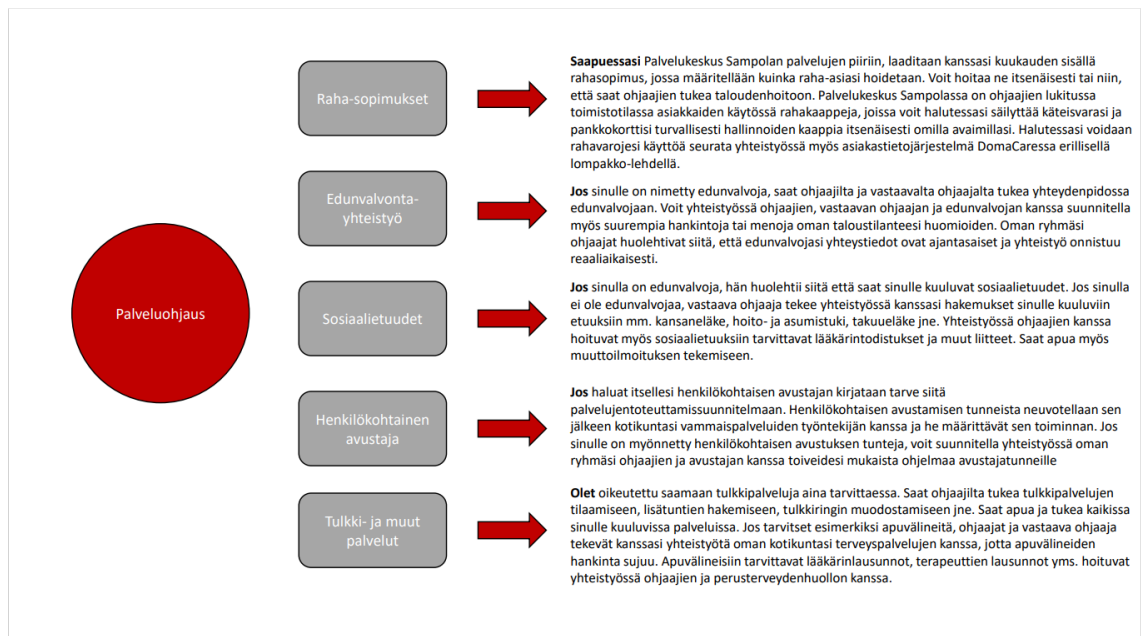 Palveluohjaus
Raha-sopimukset
Saapuessasi Palvelukeskus Sampolan palvelujen piiriin, laaditaan kanssasi kuukauden sisällä
rahasopimus, jossa määritellään kuinka raha-asiasi hoidetaan. Voit hoitaa ne itsenäisesti tai niin,
että saat ohjaajien tukea taloudenhoitoon. Palvelukeskus Sampolassa on ohjaajien lukitussa
toimistotilassa asiakkaiden käytössä rahakaappeja, joissa voit halutessasi säilyttää käteisvarasi ja
pankkokorttisi turvallisesti hallinnoiden kaappia itsenäisesti omilla avaimillasi. Halutessasi voidaan
rahavarojesi käyttöä seurata yhteistyössä myös asiakastietojärjestelmä DomaCaressa erillisellä
lompakko-lehdellä.
Edunvalvonta-
yhteistyö
Jos sinulle on nimetty edunvalvoja, saat ohjaajilta ja vastaavalta ohjaajalta tukea yhteydenpidossa
edunvalvojaan. Voit yhteistyössä ohjaajien, vastaavan ohjaajan ja edunvalvojan kanssa suunnitella
myös suurempia hankintoja tai menoja oman taloustilanteesi huomioiden. Oman ryhmäsi
ohjaajat huolehtivat siitä, että edunvalvojasi yhteystiedot ovat ajantasaiset ja yhteistyö onnistuu
reaaliaikaisesti.
Sosiaalietuudet
Jos sinulla on edunvalvoja, hän huolehtii siitä että saat sinulle kuuluvat sosiaalietuudet. Jos sinulla
ei ole edunvalvojaa, vastaava ohjaaja tekee yhteistyössä kanssasi hakemukset sinulle kuuluviin
etuuksiin mm. kansaneläke, hoito- ja asumistuki, takuueläke jne. Yhteistyössä ohjaajien kanssa
hoituvat myös sosiaalietuuksiin tarvittavat lääkärintodistukset ja muut liitteet. Saat apua myös
muuttoilmoituksen tekemiseen.
Henkilökohtainen
avustaja
Jos haluat itsellesi henkilökohtaisen avustajan kirjataan tarve siitä
palvelujentoteuttamissuunnitelmaan. Henkilökohtaisen avustamisen tunneista neuvotellaan sen
jälkeen kotikuntasi vammaispalveluiden työntekijän kanssa ja he määrittävät sen toiminnan. Jos
sinulle on myönnetty henkilökohtaisen avustuksen tunteja, voit suunnitella yhteistyössä oman
ryhmäsi ohjaajien ja avustajan kanssa toiveidesi mukaista ohjelmaa avustajatunneille
Tulkki- ja muut
palvelut
Olet oikeutettu saamaan tulkkipalveluja aina tarvittaessa. Saat ohjaajilta tukea tulkkipalvelujen
tilaamiseen, lisätuntien hakemiseen, tulkkiringin muodostamiseen jne. Saat apua ja tukea kaikissa
sinulle kuuluvissa palveluissa. Jos tarvitset esimerkiksi apuvälineitä, ohjaajat ja vastaava ohjaaja
tekevät kanssasi yhteistyötä oman kotikuntasi terveyspalvelujen kanssa, jotta apuvälineiden
hankinta sujuu. Apuvälineisiin tarvittavat lääkärinlausunnot, terapeuttien lausunnot yms. hoituvat
yhteistyössä ohjaajien ja perusterveydenhuollon kanssa.